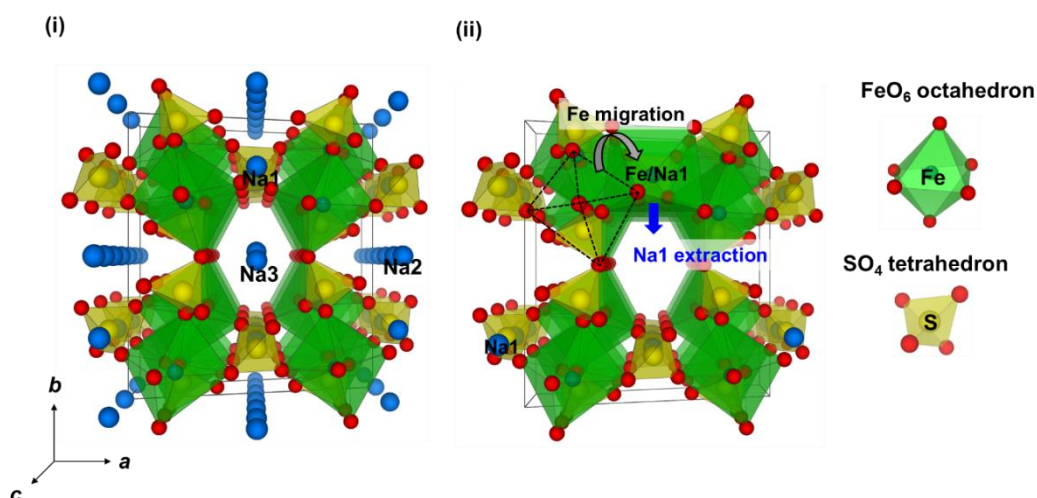 (i)
(ii)
Na1
Na3
Na2
b
a
c
Fe migration
Fe/Na1
Na1 extraction
Na1
FeO₆ octahedron
Fe
SO₄ tetrahedron
S